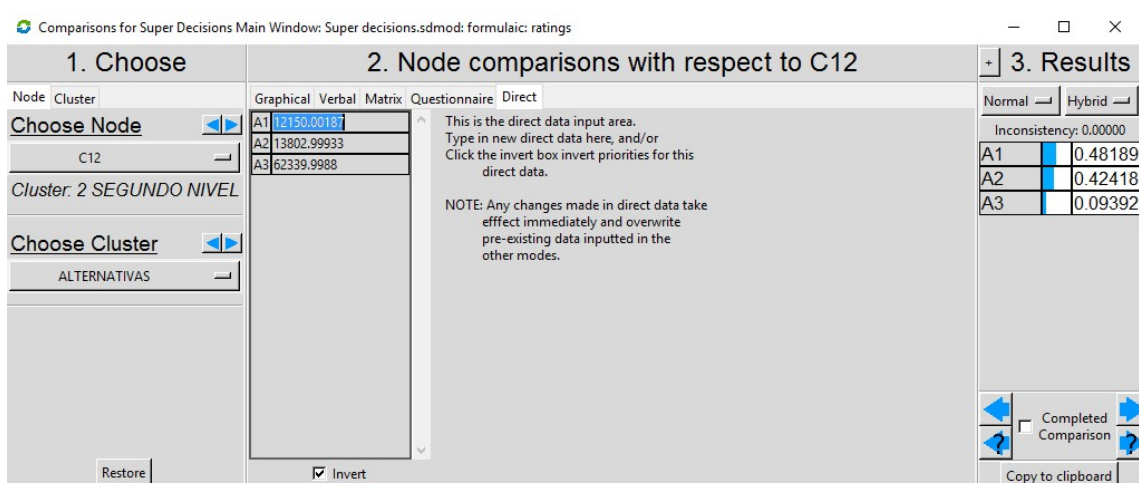 Comparisons for Super Decisions Main Window: Super decisions.sdmod: formulaic: ratings
1. Choose
2. Node comparisons with respect to C12
+ 3. Results
Node Cluster
Graphical Verbal Matrix Questionnaire Direct
Normal Hybrid
Choose Node
C12
Cluster: 2 SEGUNDO NIVEL
Choose Cluster
ALTERNATIVAS
Restore
A1 12150.00187
A2 13802.99933
A3 62339.9988
This is the direct data input area.
Type in new direct data here, and/or
Click the invert box invert priorities for this
direct data.
NOTE: Any changes made in direct data take
efffect immediately and overwrite
pre-existing data inputted in the
other modes.
Invert
Inconsistency: 0.00000
A1 0.48189
A2 0.42418
A3 0.09392
Completed
Comparison
? ?
Copy to clipboard